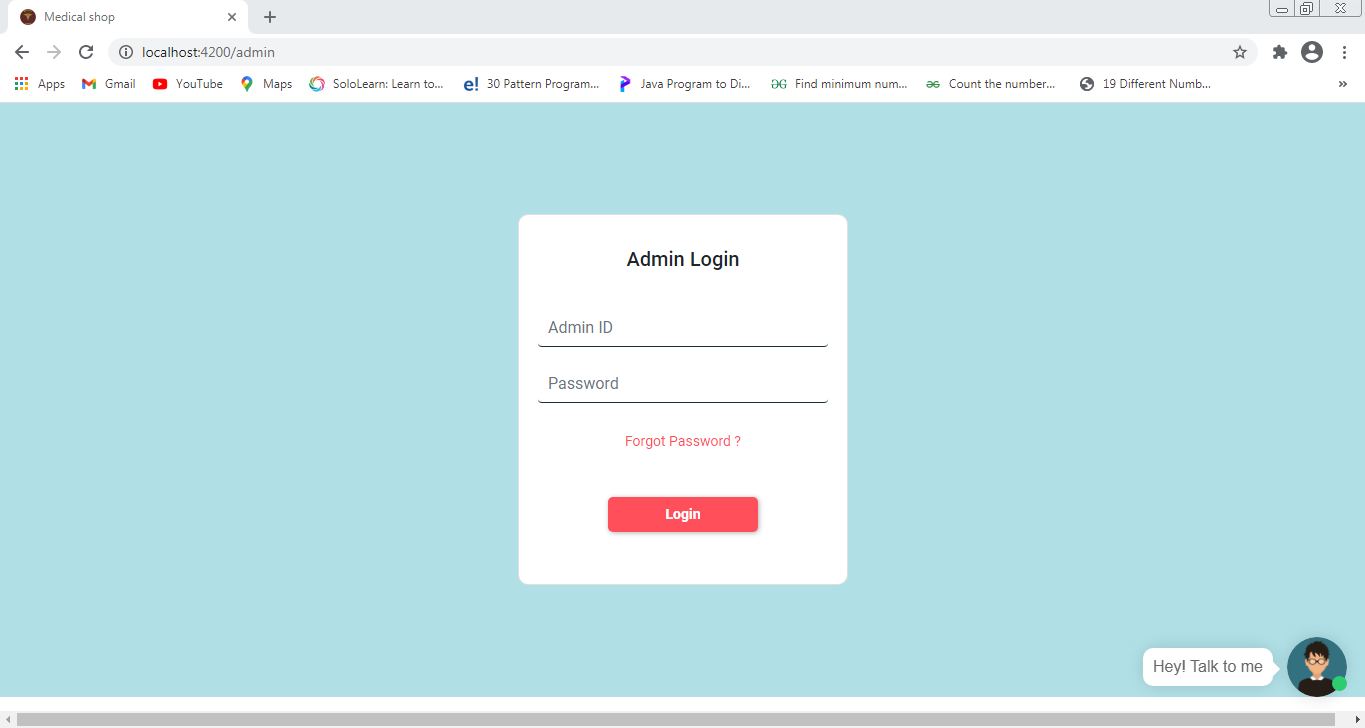 Medical shop
localhost:4200/admin
Apps Gmail YouTube Maps SoloLearn: Learn to... e! 30 Pattern Program... Java Program to Di... GG Find minimum num... Count the number... 19 Different Numb... »
Admin Login
Admin ID
Password
Forgot Password ?
Login
Hey! Talk to me